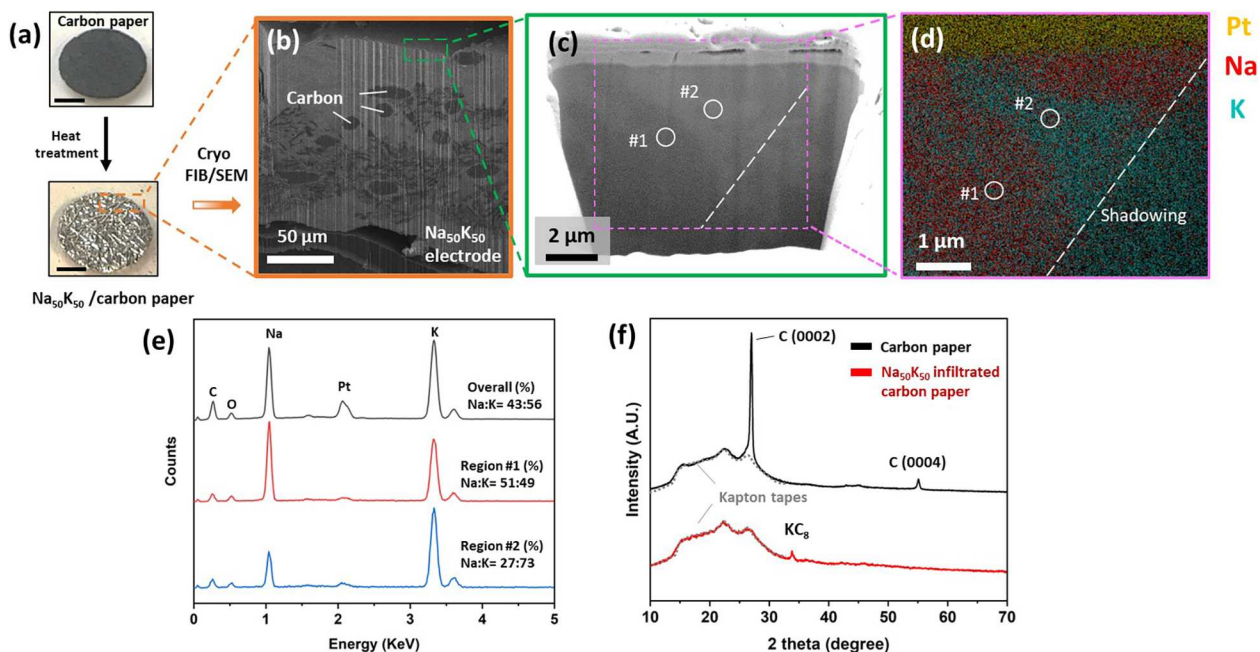 (a)
Carbon paper
Heat
treatment
Na₅₀K₅₀ /carbon paper
Cryo
FIB/SEM
(b)
Carbon
50 μm
Na₅₀K₅₀
electrode
(c)
#2
#1
2 μm
(d)
#2
#1
Shadowing
1 μm
Pt
Na
K
(e)
Na
K
C
O
Pt
Overall (%)
Na:K= 43:56
Region #1 (%)
Na:K= 51:49
Region #2 (%)
Na:K= 27:73
Counts
0 1 2 3 4 5
Energy (KeV)
(f)
C (0002)
Carbon paper
Na₅₀K₅₀ infiltrated
carbon paper
C (0004)
Kapton tapes
KC₈
Intensity (A.U.)
10 20 30 40 50 60 70
2 theta (degree)